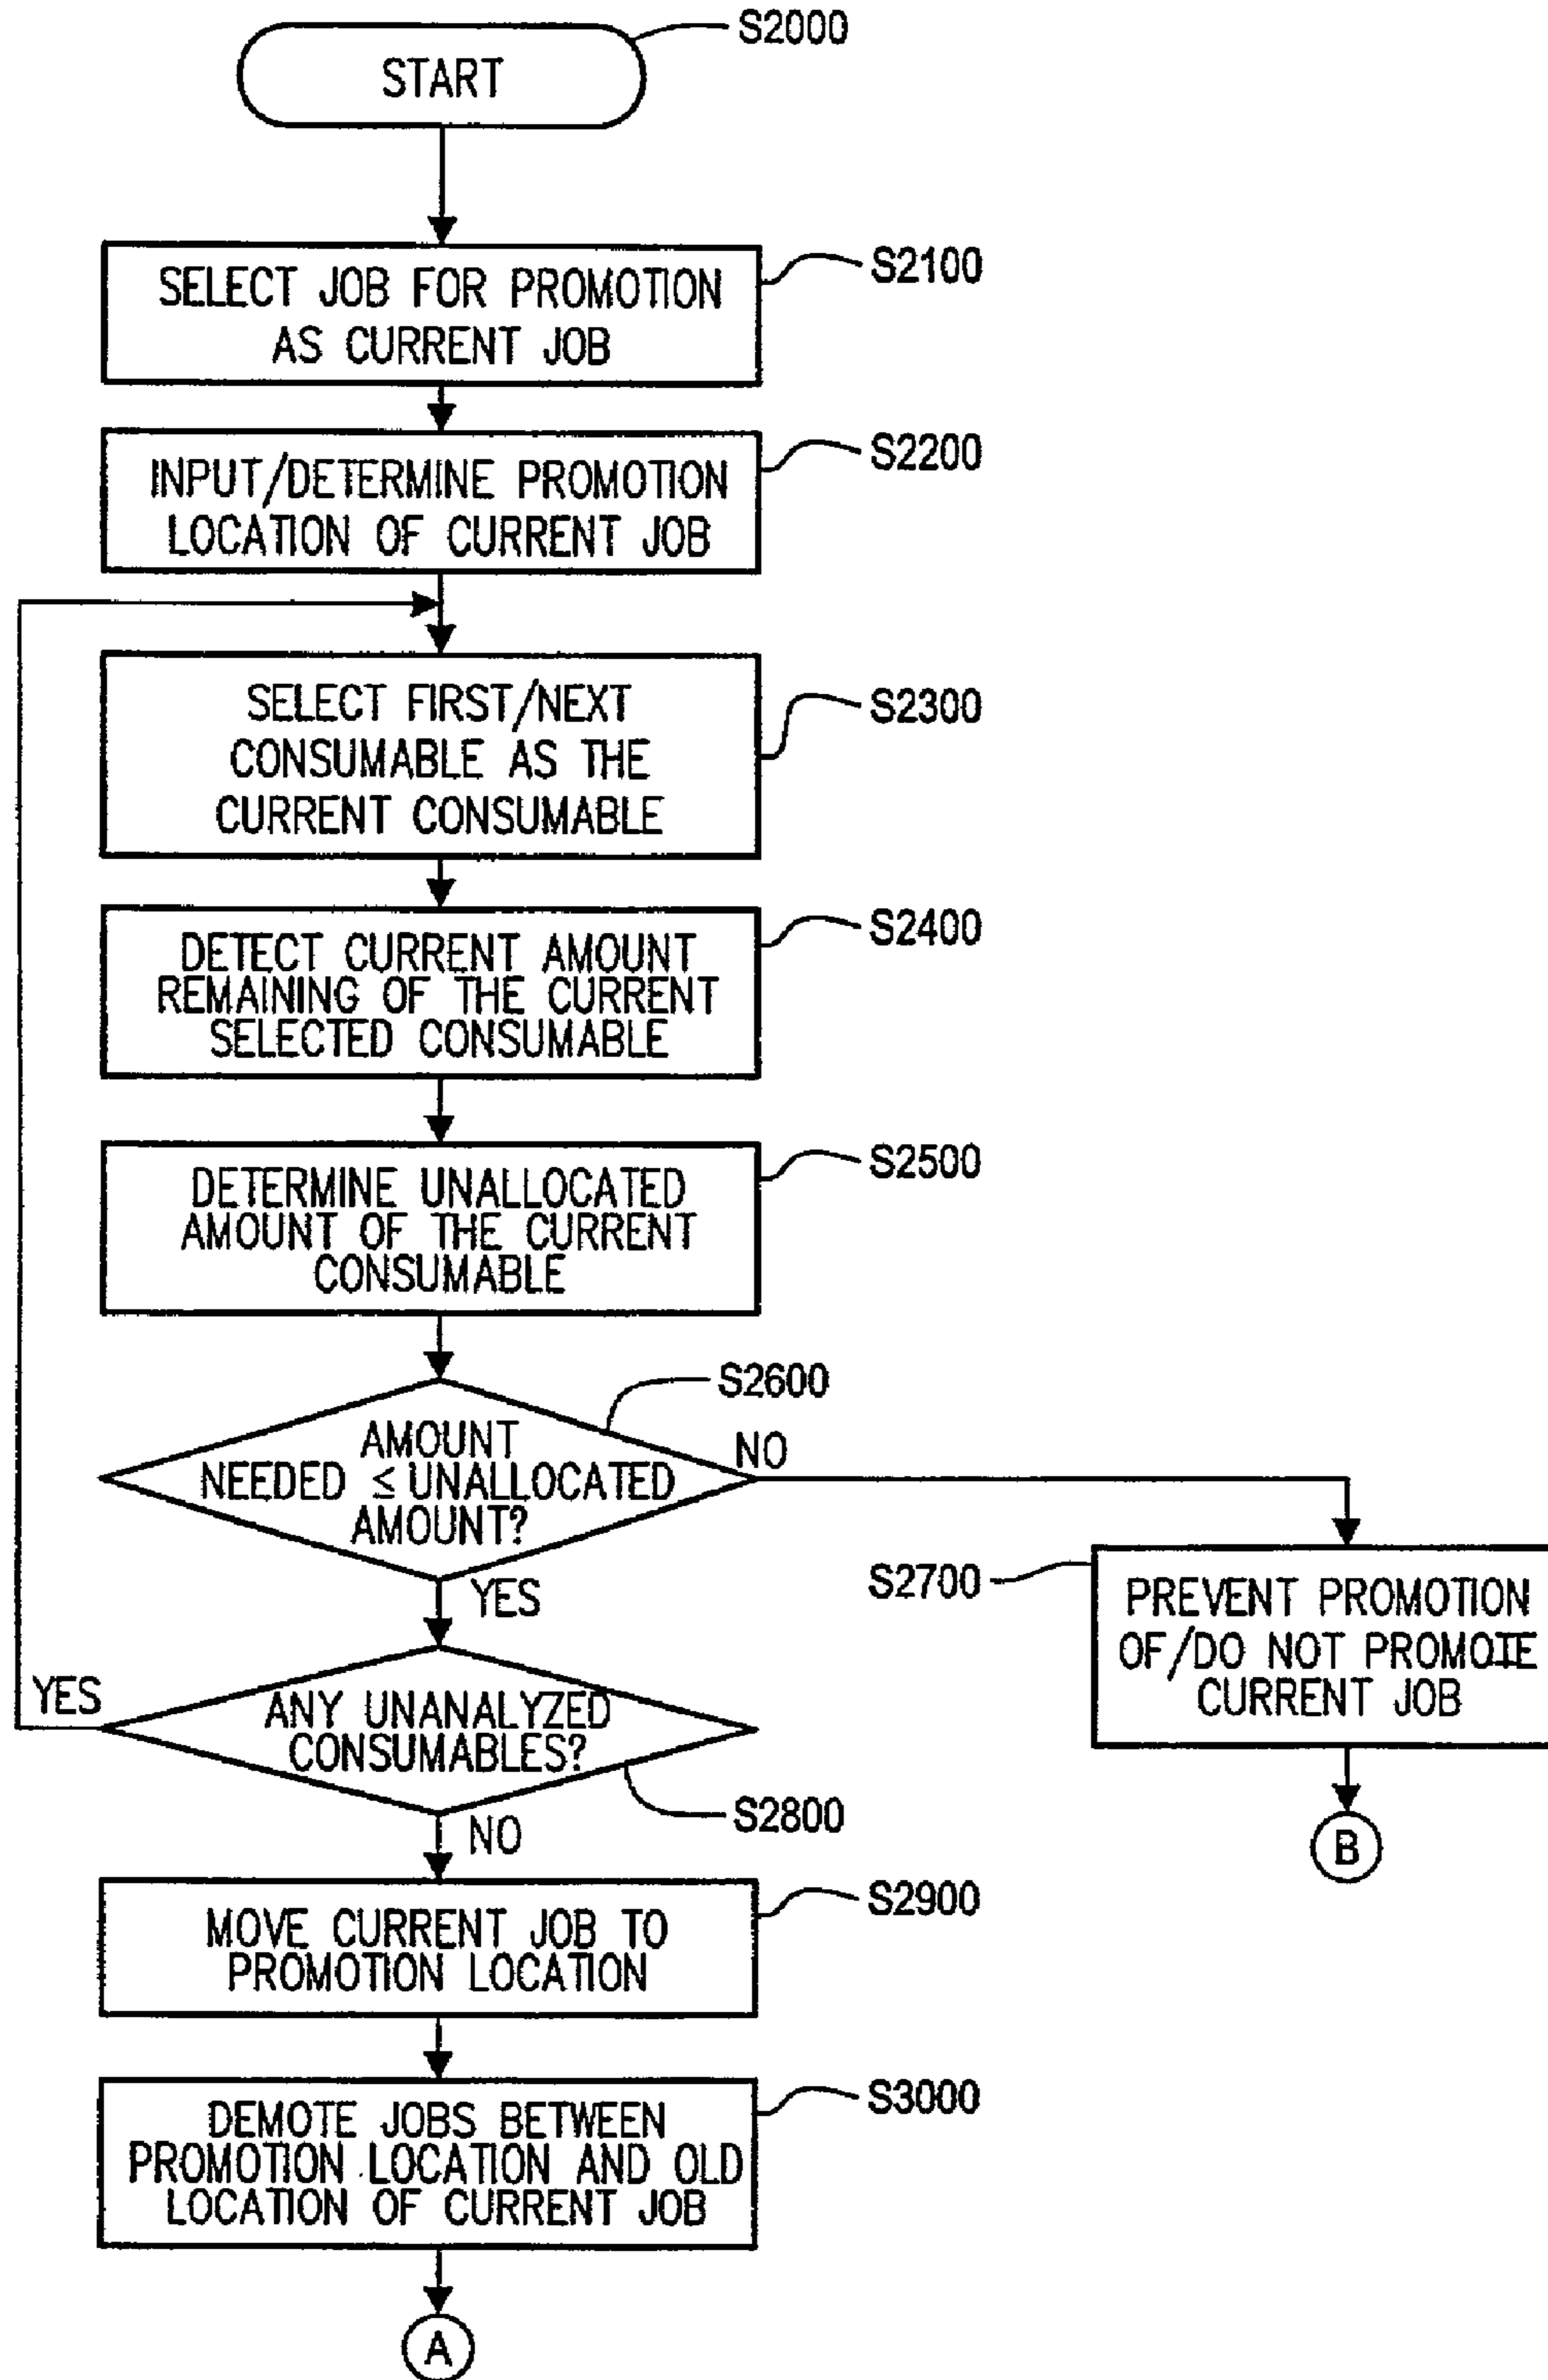 S2000
START
S2100
SELECT JOB FOR PROMOTION
AS CURRENT JOB
S2200
INPUT/DETERMINE PROMOTION
LOCATION OF CURRENT JOB
S2300
SELECT FIRST/NEXT
CONSUMABLE AS THE
CURRENT CONSUMABLE
S2400
DETECT CURRENT AMOUNT
REMAINING OF THE CURRENT
SELECTED CONSUMABLE
S2500
DETERMINE UNALLOCATED
AMOUNT OF THE CURRENT
CONSUMABLE
S2600
AMOUNT
NEEDED ≤ UNALLOCATED
AMOUNT?
NO
YES
S2700
PREVENT PROMOTION
OF/DO NOT PROMOTE
CURRENT JOB
B
YES
ANY UNANALYZED
CONSUMABLES?
S2800
NO
S2900
MOVE CURRENT JOB TO
PROMOTION LOCATION
S3000
DEMOTE JOBS BETWEEN
PROMOTION LOCATION AND OLD
LOCATION OF CURRENT JOB
A